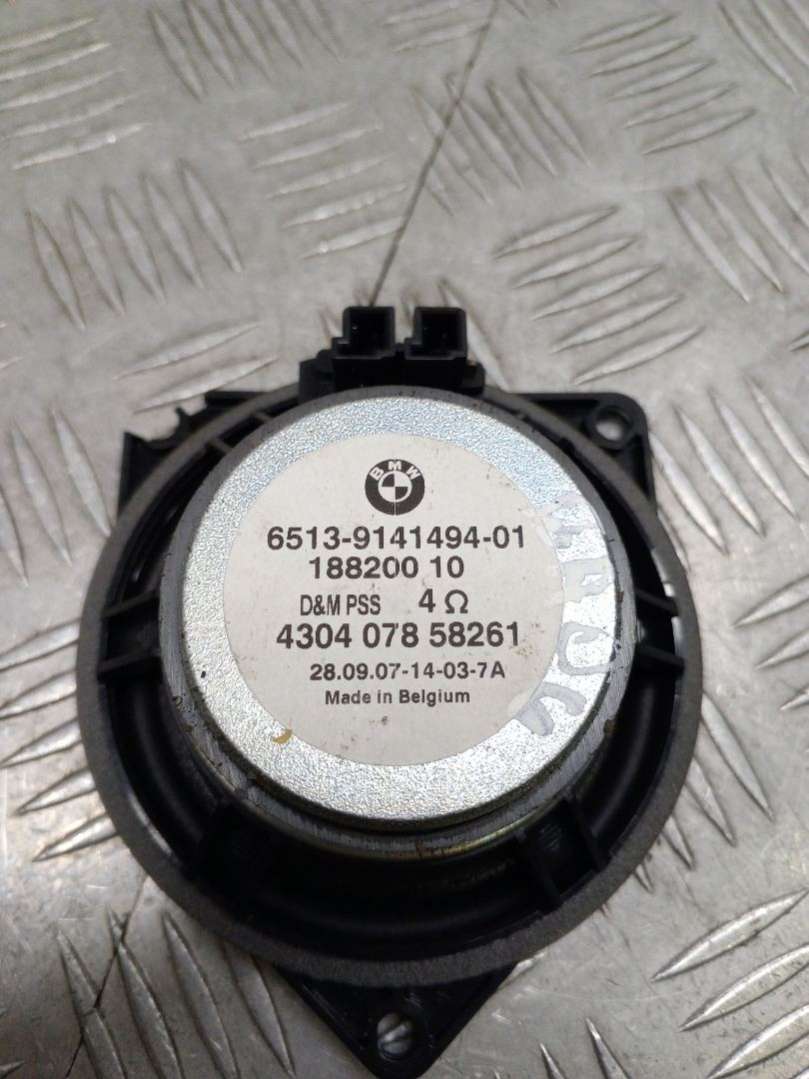 BMW
6513-9141494-01
188200 10
D&M PSS 4 Ω
4304 078 58261
28.09.07-14-03-7A
Made in Belgium